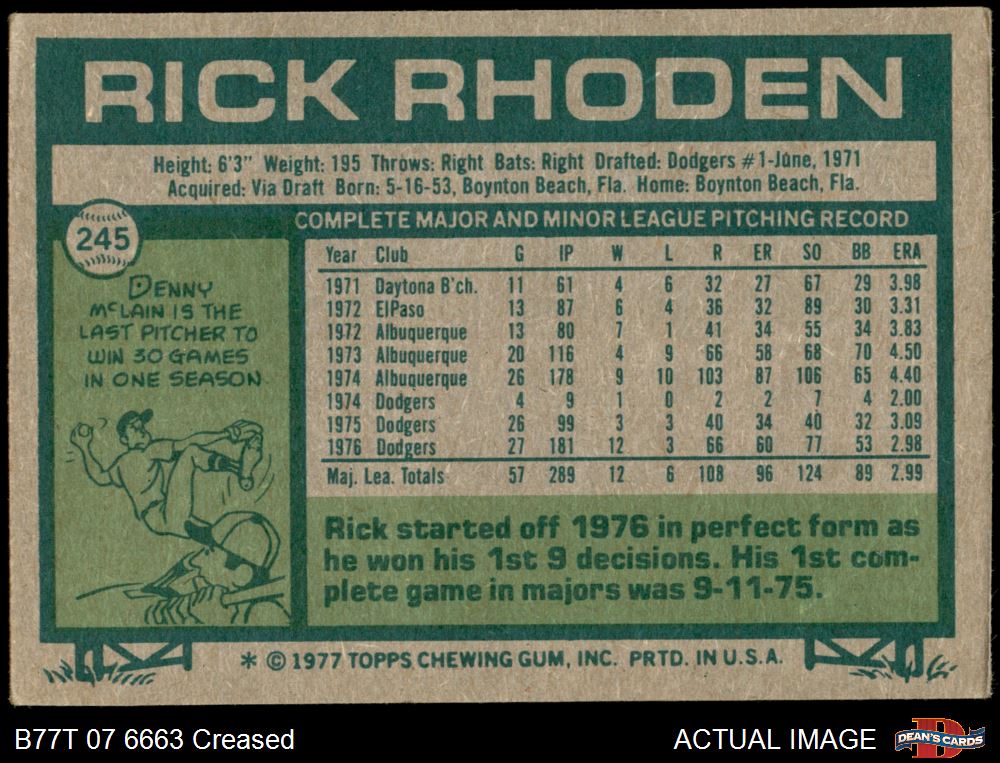 RICK RHODEN
Height: 6'3" Weight: 195 Throws: Right Bats: Right Drafted: Dodgers #1-June, 1971
Acquired: Via Draft Born: 5-16-53, Boynton Beach, Fla. Home: Boynton Beach, Fla.
245
DENNY
McLAIN IS THE
LAST PITCHER TO
WIN 30 GAMES
IN ONE SEASON
COMPLETE MAJOR AND MINOR LEAGUE PITCHING RECORD
Year Club G IP W L R ER SO BB ERA
1971 Daytona B'ch. 11 61 4 6 32 27 67 29 3.98
1972 ElPaso 13 87 6 4 36 32 89 30 3.31
1972 Albuquerque 13 80 7 1 41 34 55 34 3.83
1973 Albuquerque 20 116 4 9 66 58 68 70 4.50
1974 Albuquerque 26 178 9 10 103 87 106 65 4.40
1974 Dodgers 4 9 1 0 2 2 7 4 2.00
1975 Dodgers 26 99 3 3 40 34 40 32 3.09
1976 Dodgers 27 181 12 3 66 60 77 53 2.98
Maj. Lea. Totals 57 289 12 6 108 96 124 89 2.99
Rick started off 1976 in perfect form as
he won his 1st 9 decisions. His 1st com-
plete game in majors was 9-11-75.
* © 1977 TOPPS CHEWING GUM, INC. PRTD. IN U.S.A.
B77T 07 6663 Creased
ACTUAL IMAGE
DEAN'S CARDS